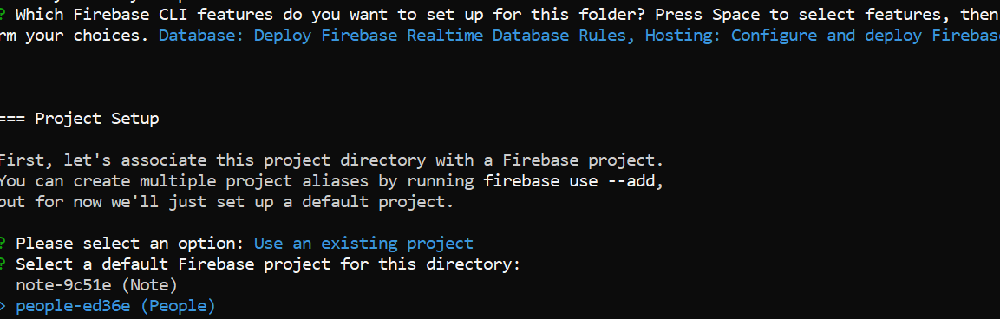 ? Which Firebase CLI features do you want to set up for this folder? Press Space to select features, then
rm your choices. Database: Deploy Firebase Realtime Database Rules, Hosting: Configure and deploy Firebas
=== Project Setup
First, let's associate this project directory with a Firebase project.
You can create multiple project aliases by running firebase use --add,
but for now we'll just set up a default project.
? Please select an option: Use an existing project
? Select a default Firebase project for this directory:
note-9c51e (Note)
> people-ed36e (People)